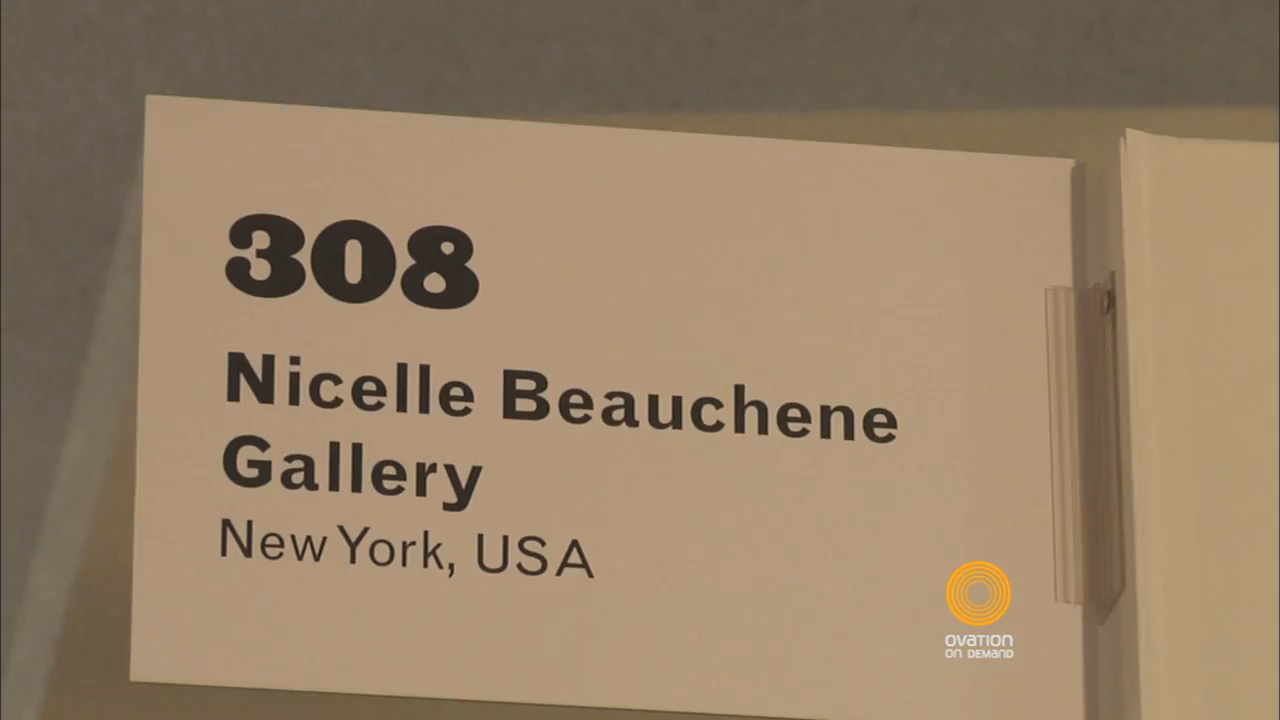 308
Nicelle Beauchene
Gallery
New York, USA
OVATION
ON DEMAND